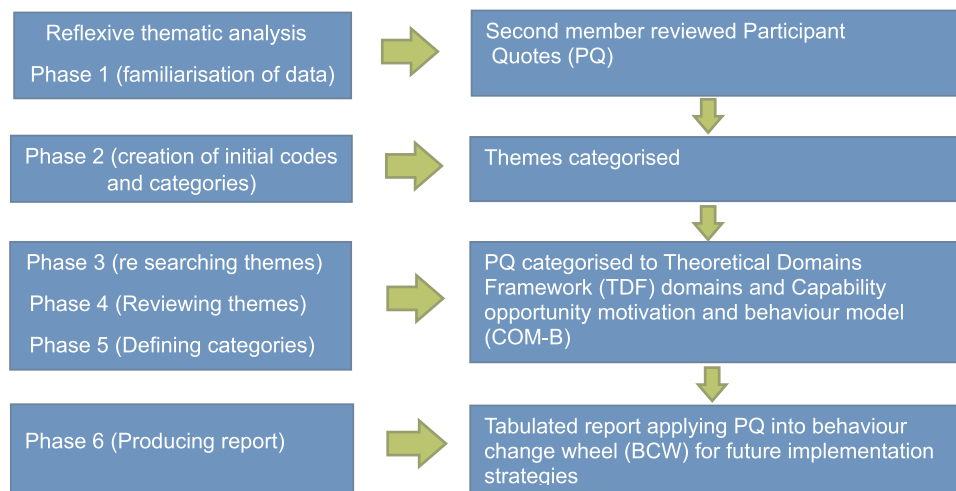 Reflexive thematic analysis
Phase 1 (familiarisation of data)
Second member reviewed Participant
Quotes (PQ)
Phase 2 (creation of initial codes
and categories)
Themes categorised
Phase 3 (re searching themes)
Phase 4 (Reviewing themes)
Phase 5 (Defining categories)
PQ categorised to Theoretical Domains
Framework (TDF) domains and Capability
opportunity motivation and behaviour model
(COM-B)
Phase 6 (Producing report)
Tabulated report applying PQ into behaviour
change wheel (BCW) for future implementation
strategies